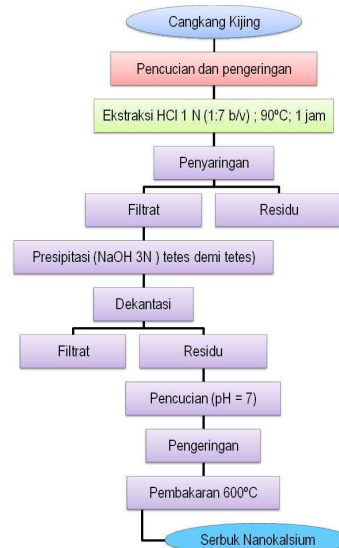 Cangkang Kijing
Pencucian dan pengeringan
Ekstraksi HCl 1 N (1:7 b/v) ; 90ºC; 1 jam
Penyaringan
Filtrat
Residu
Presipitasi (NaOH 3N ) tetes demi tetes)
Dekantasi
Filtrat
Residu
Pencucian (pH = 7)
Pengeringan
Pembakaran 600ºC
Serbuk Nanokalsium